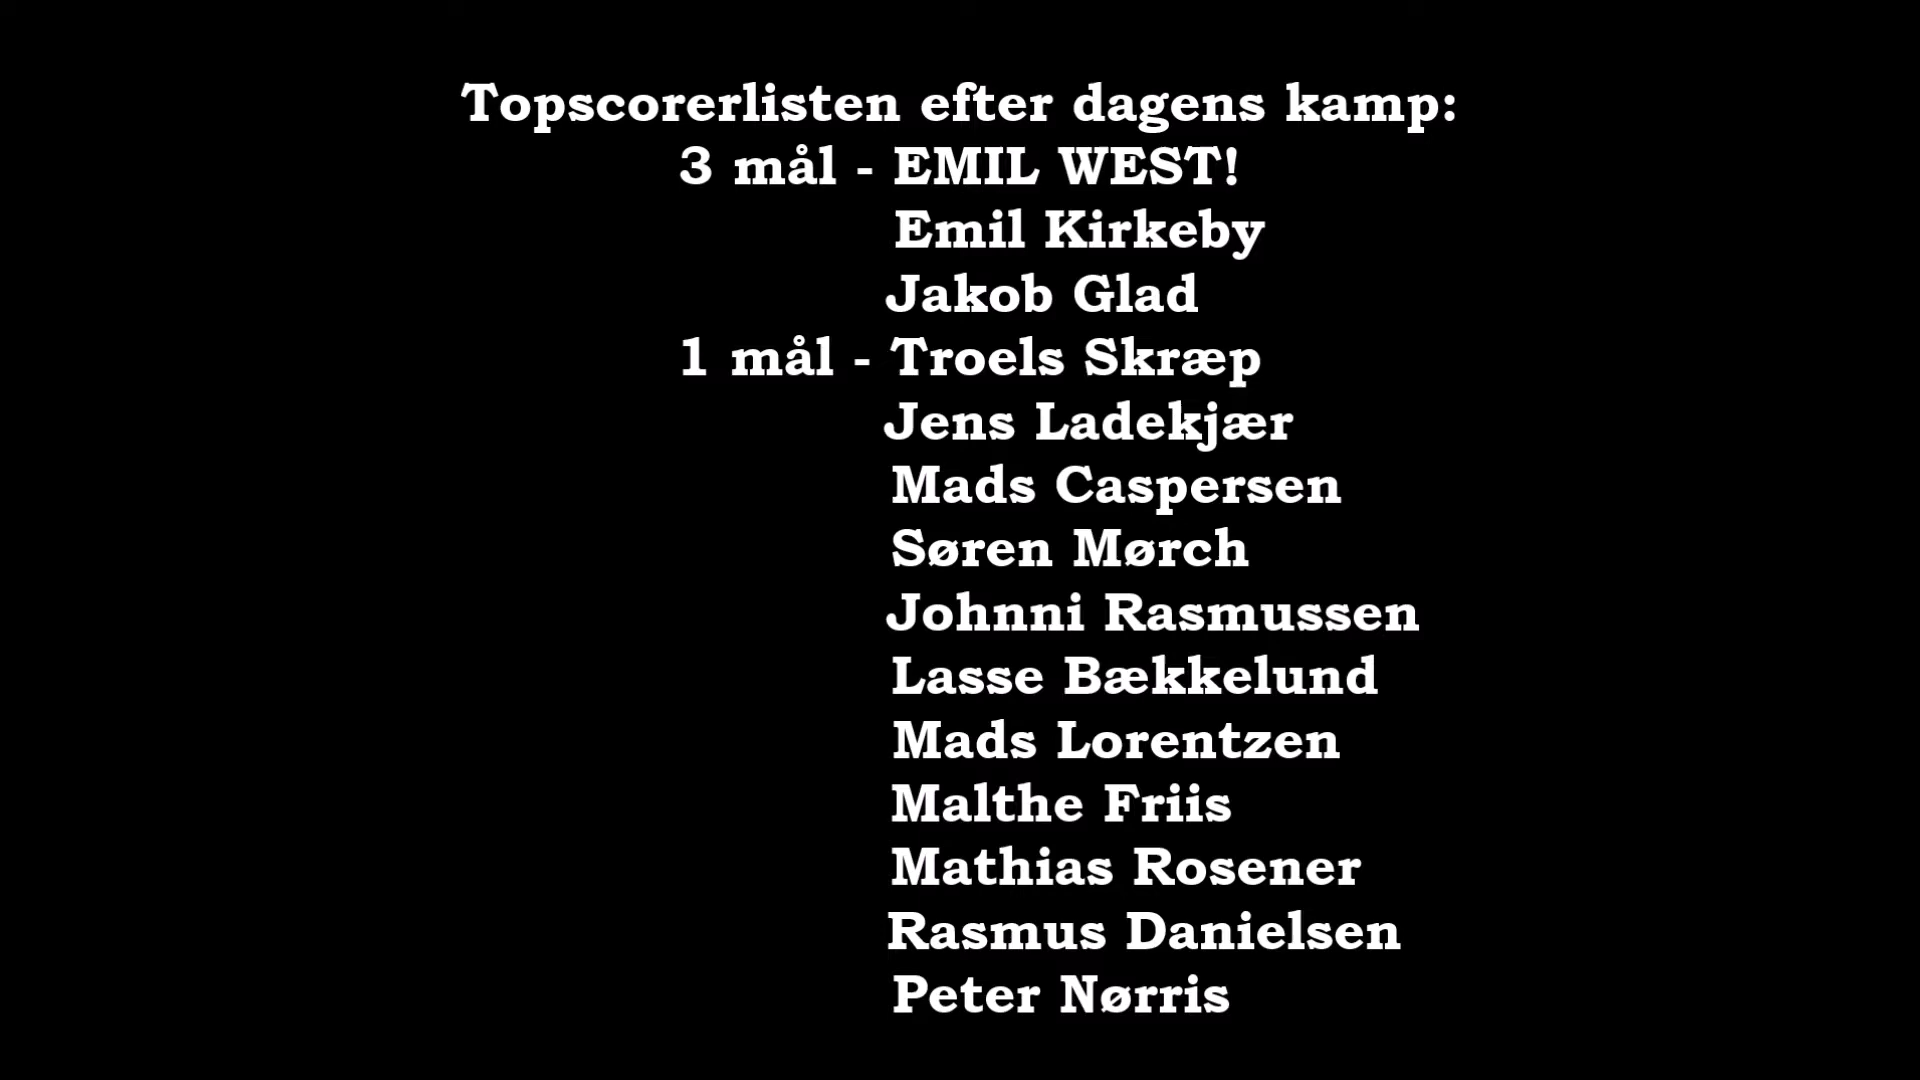 Topscorerlisten efter dagens kamp:
3 mål - EMIL WEST!
Emil Kirkeby
Jakob Glad
1 mål - Troels Skræp
Jens Ladekjær
Mads Caspersen
Søren Mørch
Johnni Rasmussen
Lasse Bækkelund
Mads Lorentzen
Malthe Friis
Mathias Rosener
Rasmus Danielsen
Peter Nørris